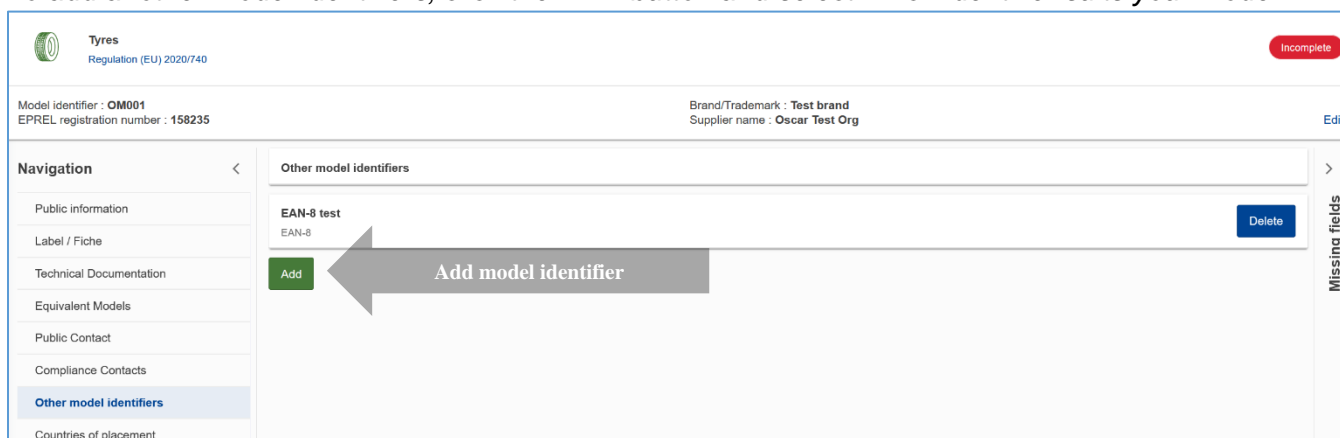 Tyres
Regulation (EU) 2020/740
Incomplete
Model identifier : OM001
EPREL registration number : 158235
Brand/Trademark : Test brand
Supplier name : Oscar Test Org
Edi
Navigation
Public information
Label / Fiche
Technical Documentation
Equivalent Models
Public Contact
Compliance Contacts
Other model identifiers
Countries of placement
Other model identifiers
EAN-8 test
EAN-8
Delete
Add
Add model identifier
Missing fields